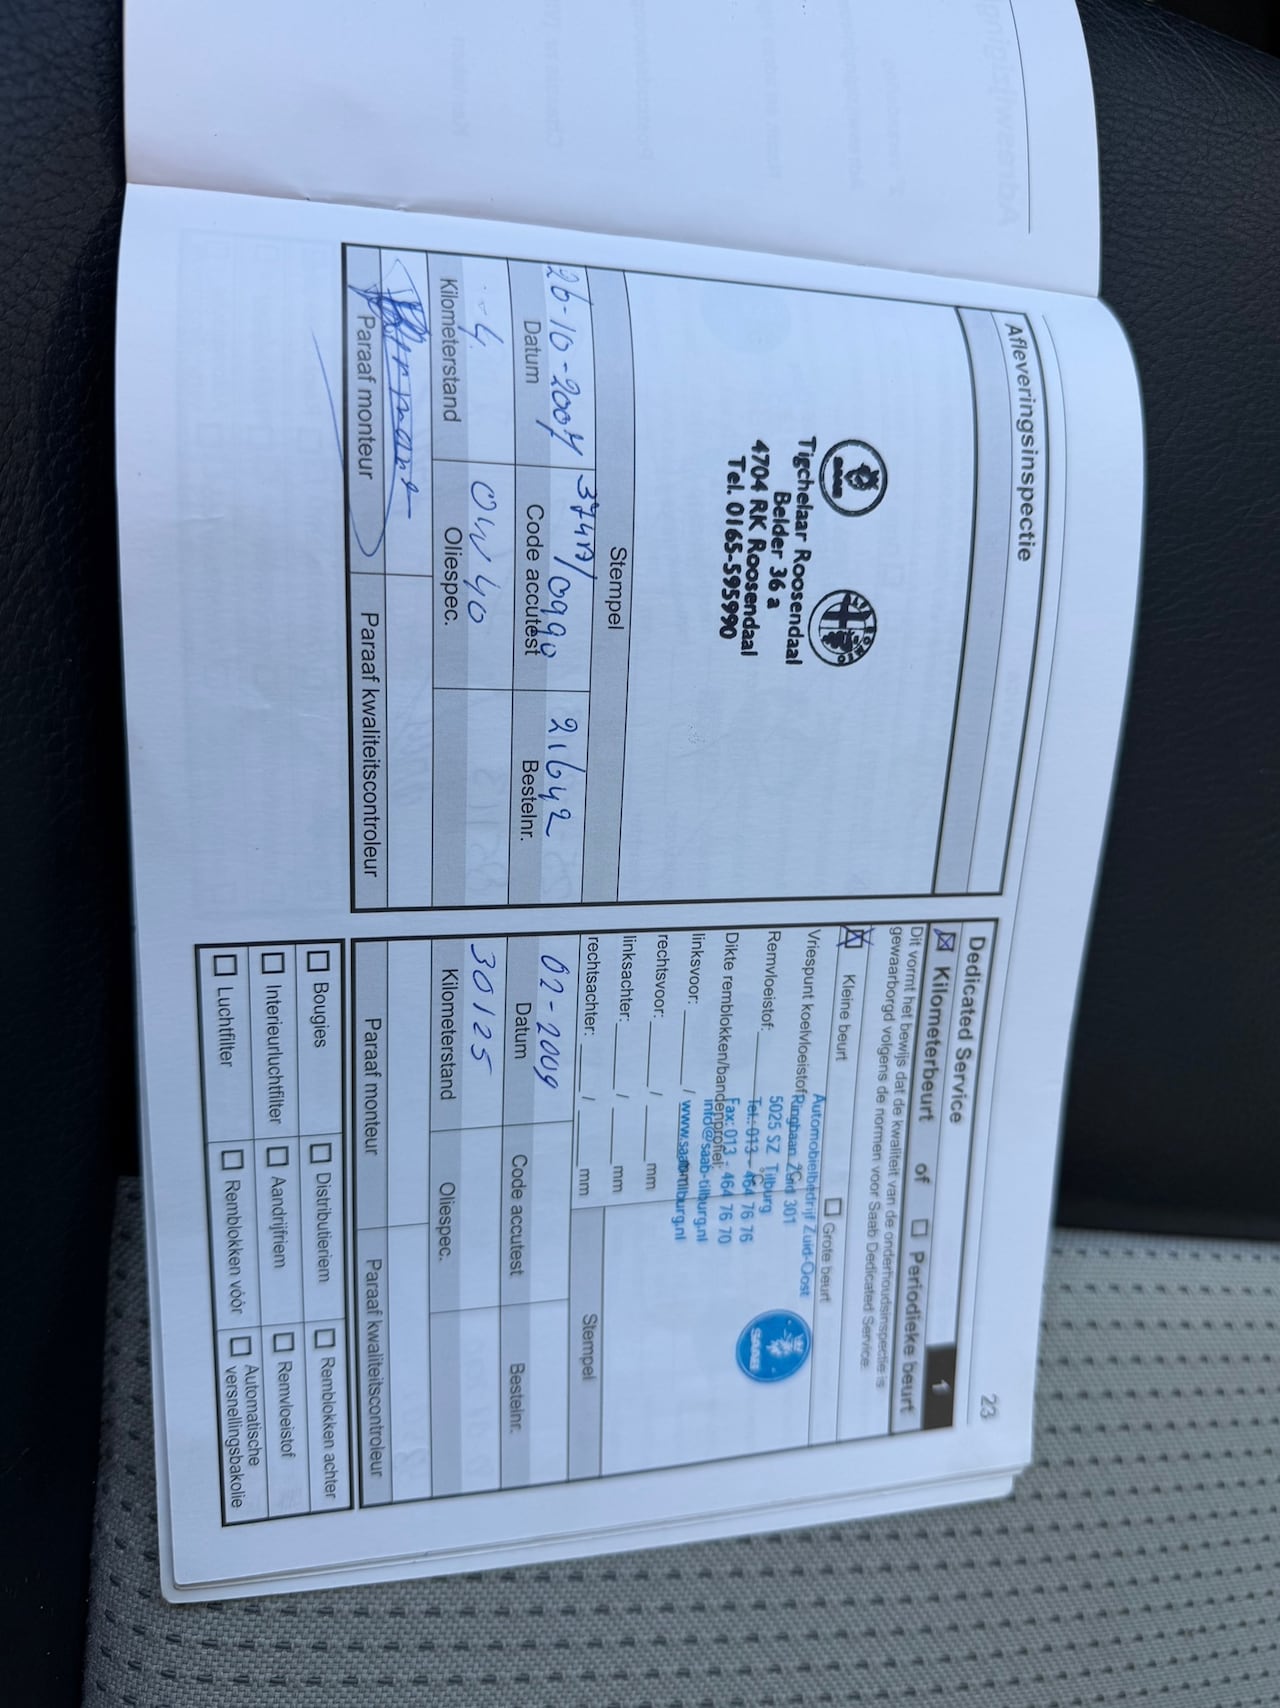 Afleveringsinspectie
Tigchelaar Roosendaal
Belder 36 a
4704 RK Roosendaal
Tel. 0165-595990
Stempel
26-10-2007
21642
Datum
Code accutest
Bestelnr.
4
0W40
Kilometerstand
Oliespec.
Paraaf monteur
Paraaf kwaliteitscontroleur
23
Dedicated Service
Kilometerbeurt of Periodieke beurt
1
Dit vormt het bewijs dat de kwaliteit van de onderhoudsinspectie is
gewaarborgd volgens de normen voor Saab Dedicated Service.
Kleine beurt
Grote beurt
Vriespunt koelvloeistof:
Remvloeistof:
Dikte remblokken/bandenprofiel:
linksvoor: /
rechtsvoor: / mm
linksachter: / mm
rechtsachter: / mm
Automobielbedrijf Zuid-Oost
Ringbaan Zuid 301
5025 SZ Tilburg
Tel.: 013 - 464 76 76
Fax: 013 - 464 76 70
info@saab-tilburg.nl
www.saabtilburg.nl
SAAB
Stempel
02-2009
Datum
Code accutest
Bestelnr.
30125
Kilometerstand
Oliespec.
Paraaf monteur
Paraaf kwaliteitscontroleur
Bougies
Distributieriem
Remblokken achter
Interieurluchtfilter
Aandrijfriem
Remvloeistof
Luchtfilter
Remblokken vóór
Automatische
versnellingsbakolie